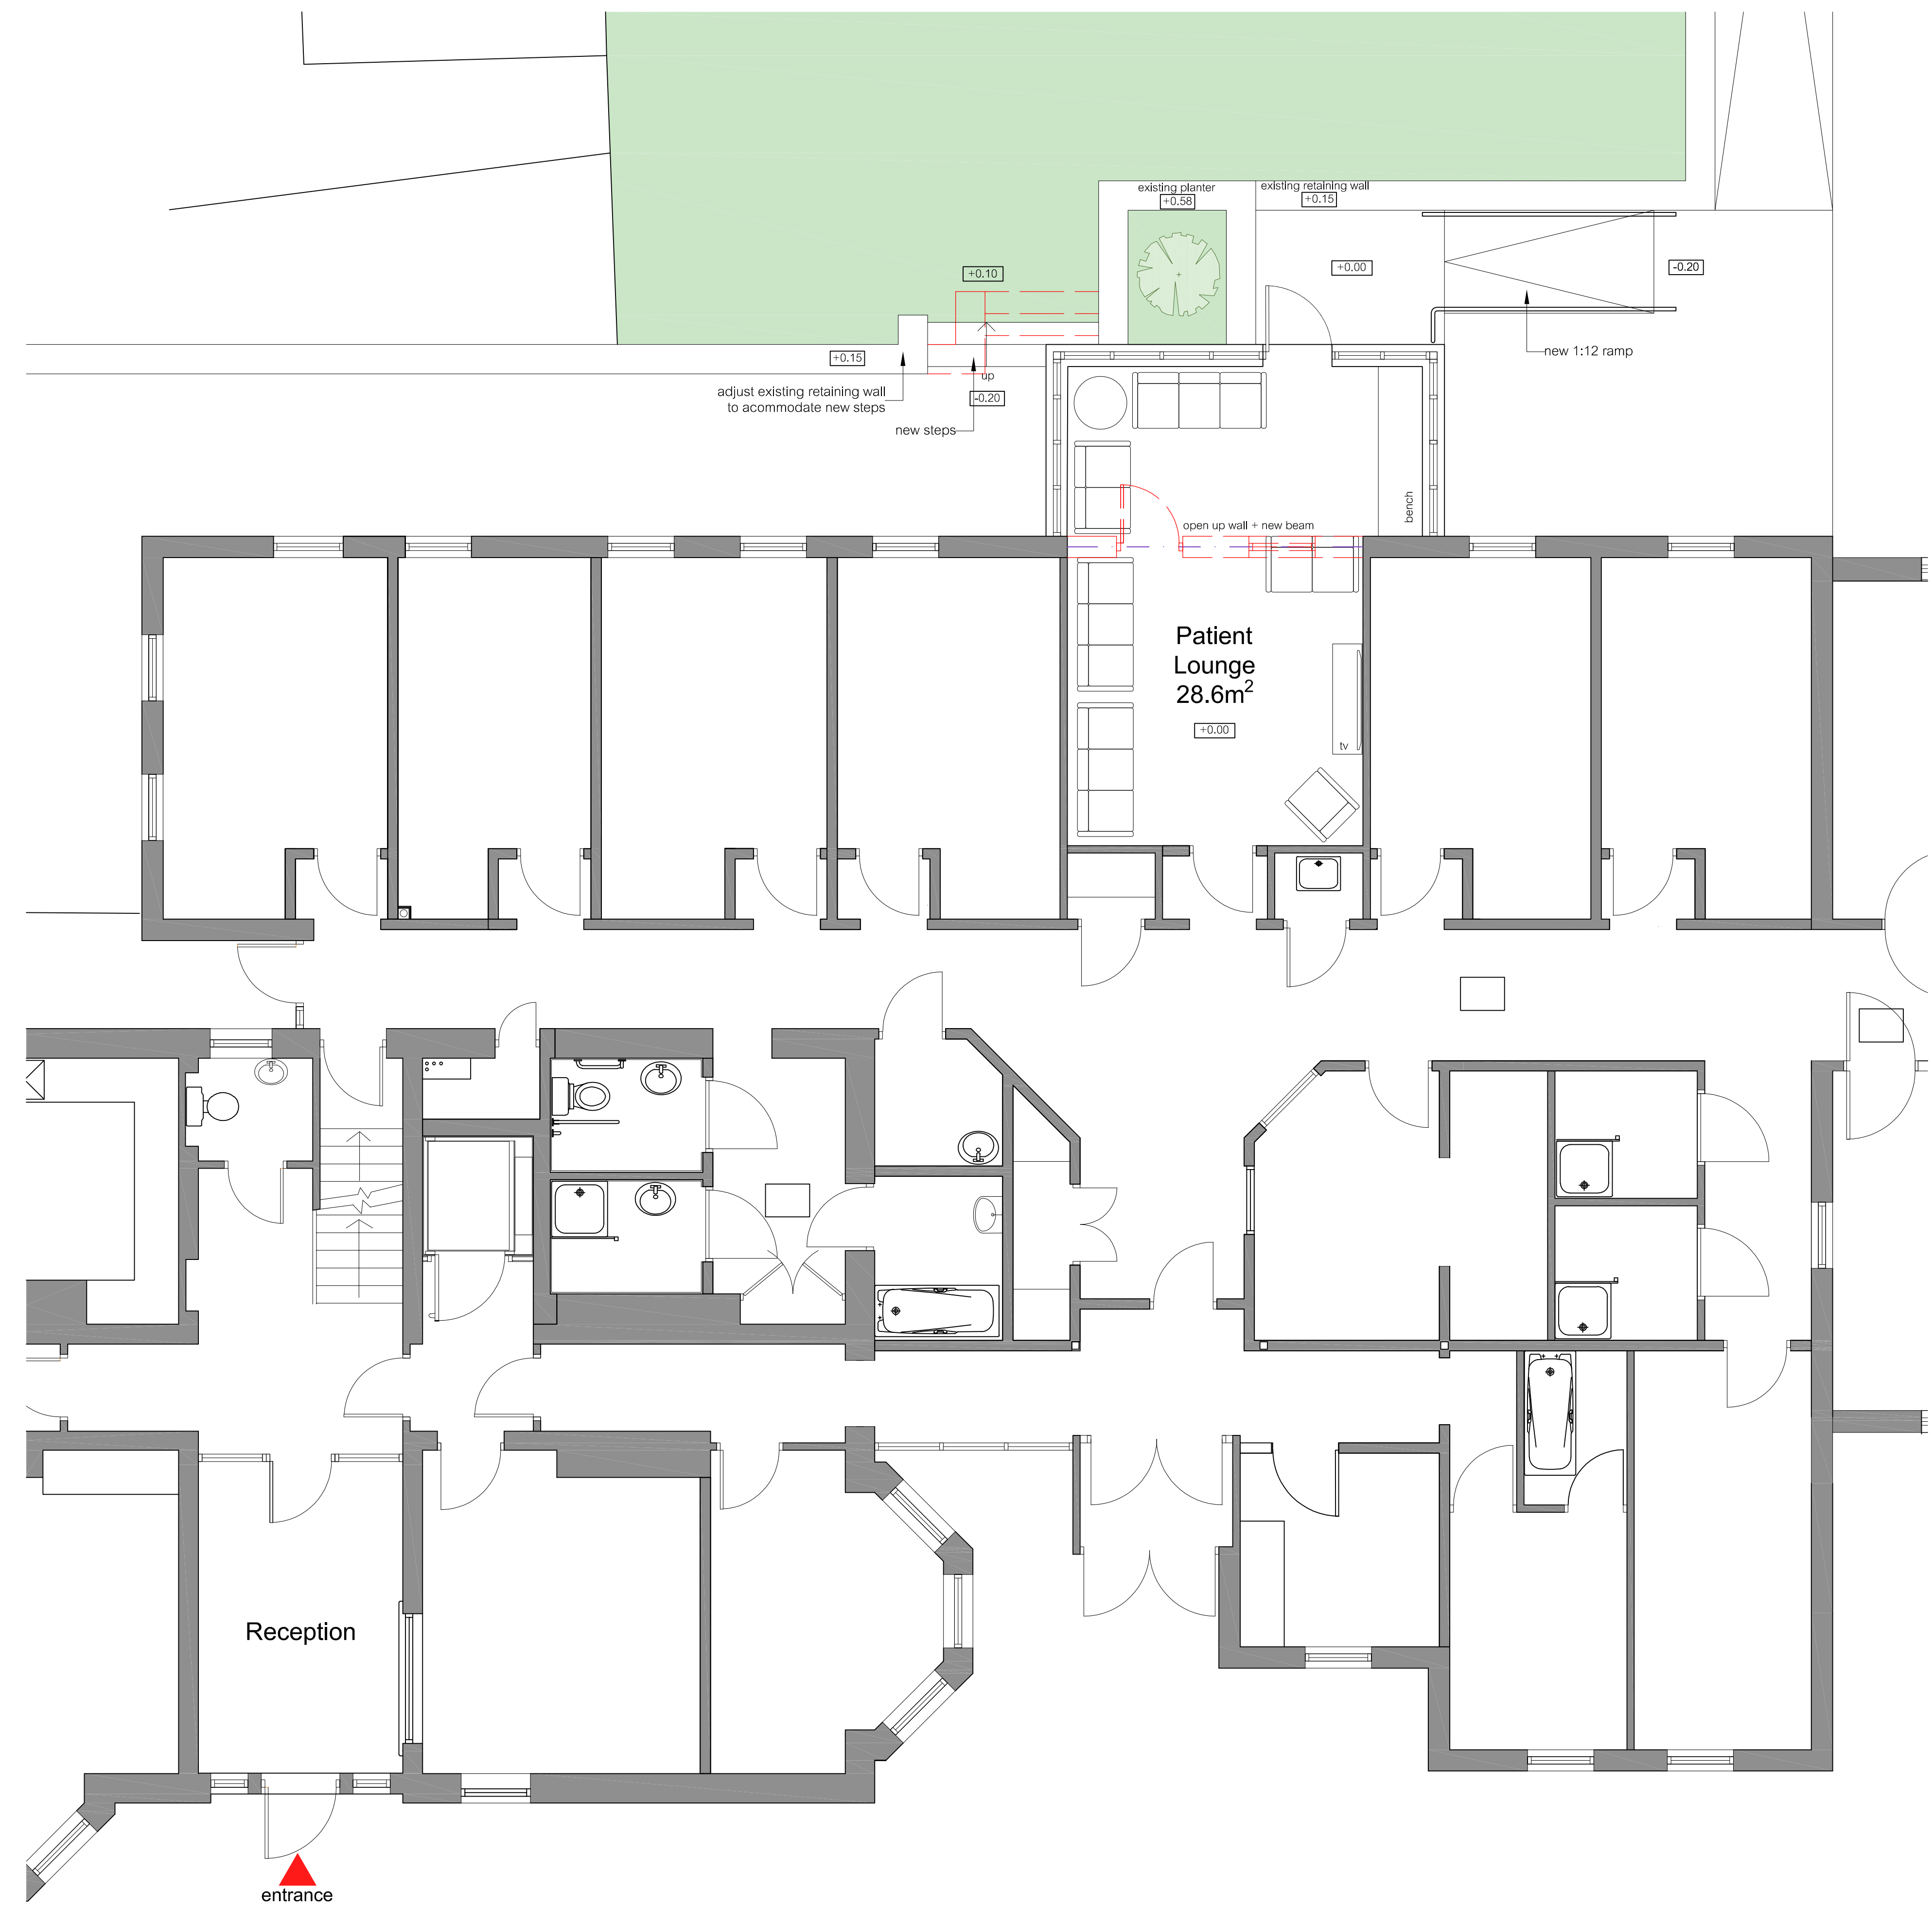 existing planter
+0.58
existing retaining wall
+0.15
+0.10
+0.00
-0.20
+0.15
up
-0.20
new 1:12 ramp
adjust existing retaining wall
to acommodate new steps
new steps
bench
open up wall + new beam
Patient
Lounge
28.6m²
+0.00
tv
Reception
entrance